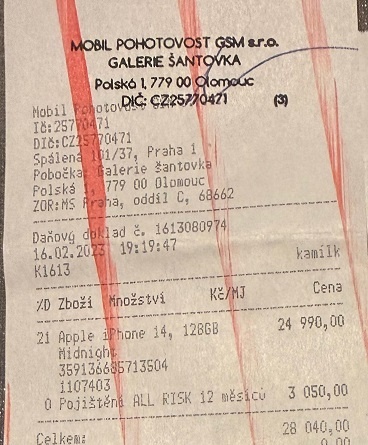 MOBIL POHOTOVOST GSM s.r.o.
GALERIE ŠANTOVKA
Polská 1, 779 00 Olomouc
DIČ: CZ25770471 (3)
Mobil Pohotovost
IČ:25770471
DIČ:CZ25770471
Spálená 101/37, Praha 1
Pobočka: Galerie Šantovka
Polská 1, 779 00 Olomouc
ZOR:MS Praha, oddíl C, 68662
Daňový doklad č. 1613080974
16.02.2023 19:19:47
K1613 kamilk
%D Zboží Množství Kč/MJ Cena
21 Apple iPhone 14, 128GB 24 990,00
Midnight
359136685713504
1107403
0 Pojištění ALL RISK 12 měsíců 3 050,00
Celkem: 28 040,00